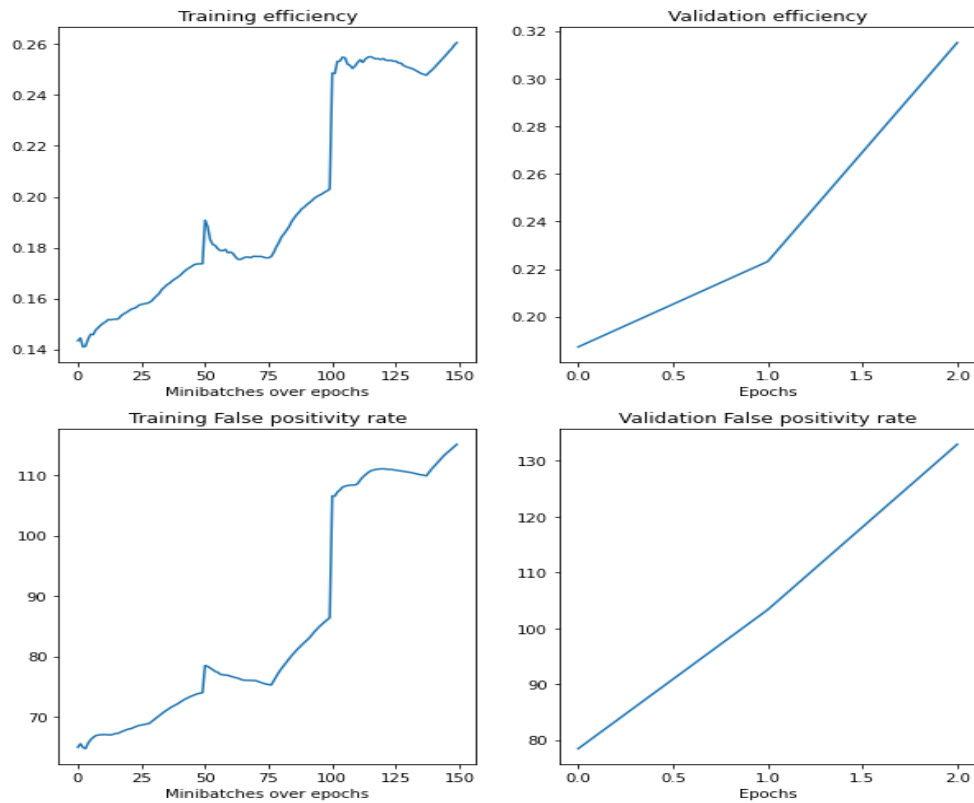 Training efficiency
0.26
0.24
0.22
0.20
0.18
0.16
0.14
0 25 50 75 100 125 150
Minibatches over epochs
Validation efficiency
0.32
0.30
0.28
0.26
0.24
0.22
0.20
0.0 0.5 1.0 1.5 2.0
Epochs
Training False positivity rate
110
100
90
80
70
0 25 50 75 100 125 150
Minibatches over epochs
Validation False positivity rate
130
120
110
100
90
80
0.0 0.5 1.0 1.5 2.0
Epochs